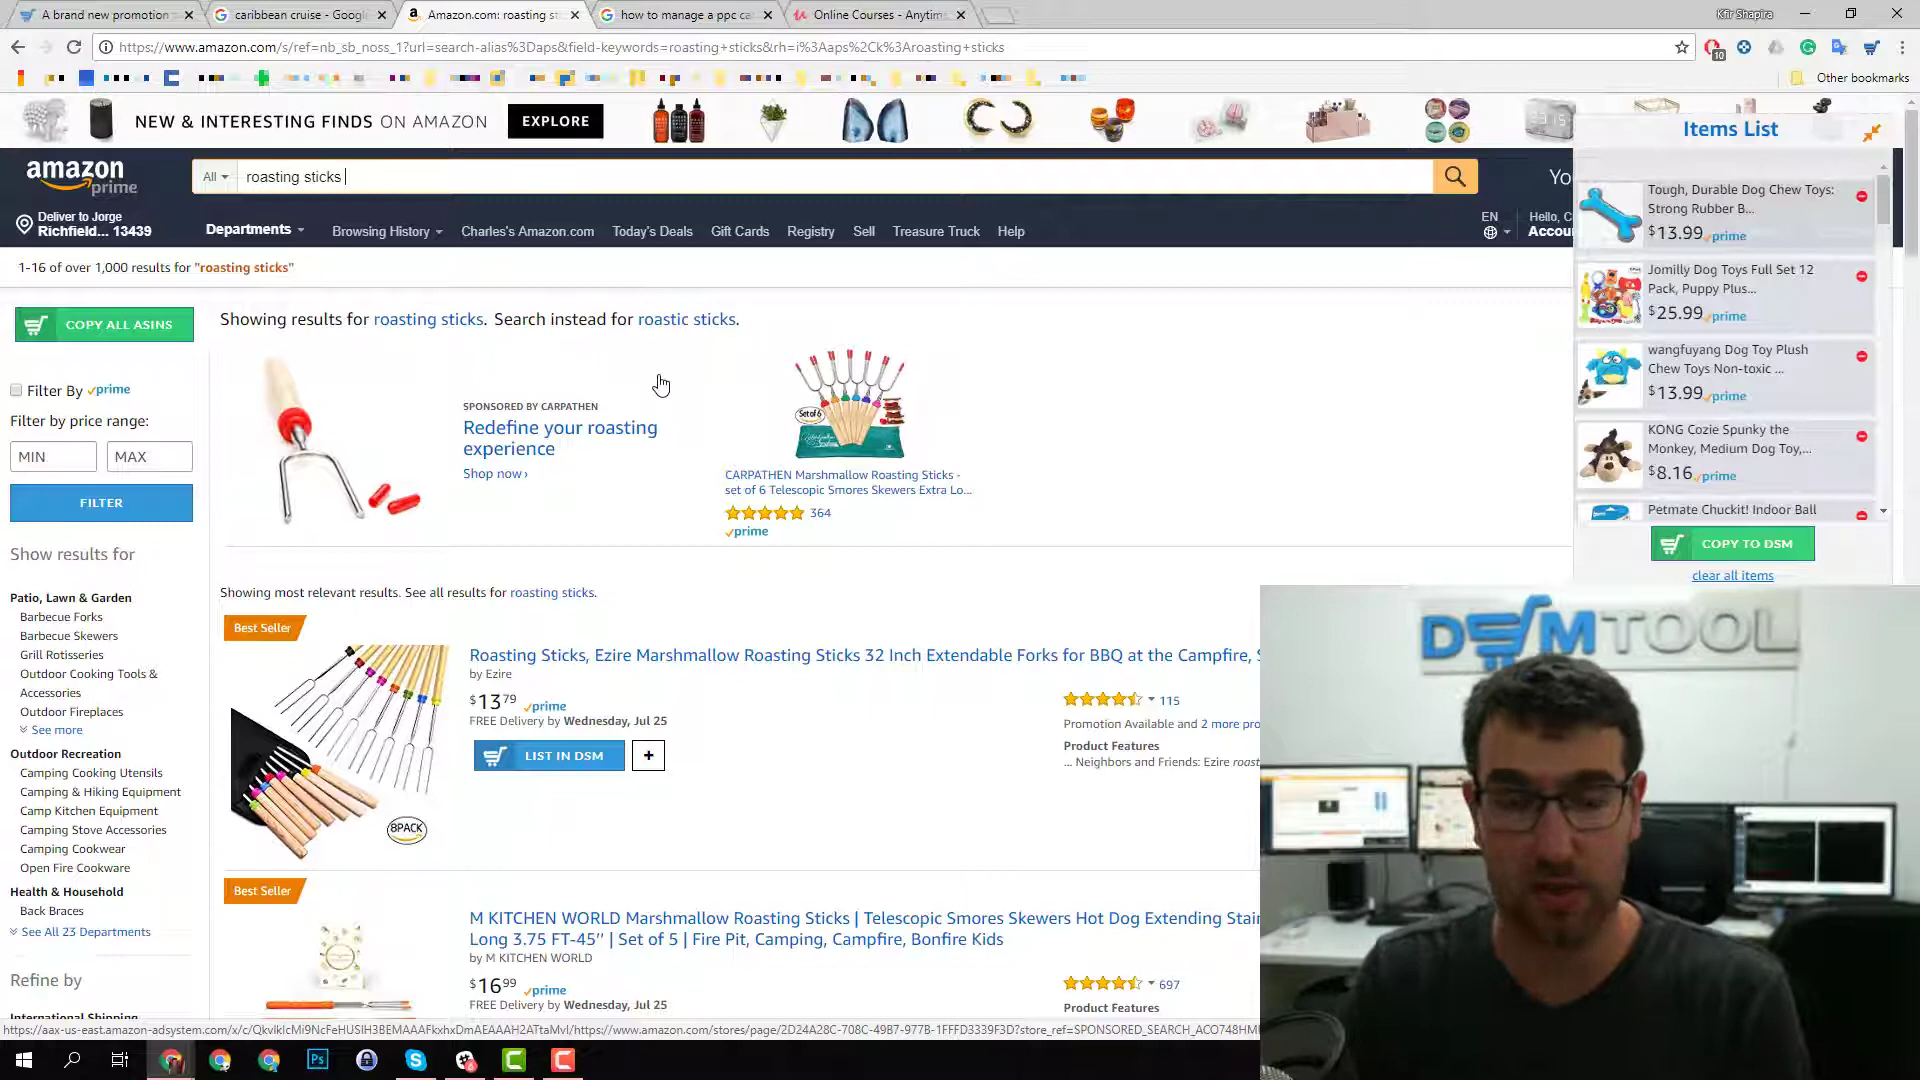 A brand new promotion
caribbean cruise - Google
Amazon.com: roasting st
how to manage a ppc ca
Online Courses - Anytim
Kfir Shapira
https://www.amazon.com/s/ref=nb_sb_noss_1?url=search-alias%3Daps&field-keywords=roasting+sticks&rh=i%3Aaps%2Ck%3Aroasting+sticks
10
Other bookmarks
NEW & INTERESTING FINDS ON AMAZON
EXPLORE
amazon
prime
All
roasting sticks
Yo
Deliver to Jorge
Richfield... 13439
Departments
Browsing History
Charles's Amazon.com
Today's Deals
Gift Cards
Registry
Sell
Treasure Truck
Help
EN
Hello, C
Accou
1-16 of over 1,000 results for "roasting sticks"
COPY ALL ASINS
Filter By prime
Filter by price range:
MIN
MAX
FILTER
Show results for
Patio, Lawn & Garden
Barbecue Forks
Barbecue Skewers
Grill Rotisseries
Outdoor Cooking Tools &
Accessories
Outdoor Fireplaces
See more
Outdoor Recreation
Camping Cooking Utensils
Camping & Hiking Equipment
Camp Kitchen Equipment
Camping Stove Accessories
Camping Cookwear
Open Fire Cookware
Health & Household
Back Braces
See All 23 Departments
Refine by
International Shipping
Showing results for roasting sticks. Search instead for roastic sticks.
SPONSORED BY CARPATHEN
Redefine your roasting
experience
Shop now ›
Set of 6
CARPATHEN Marshmallow Roasting Sticks -
set of 6 Telescopic Smores Skewers Extra Lo...
364
prime
Showing most relevant results. See all results for roasting sticks.
Best Seller
Roasting Sticks, Ezire Marshmallow Roasting Sticks 32 Inch Extendable Forks for BBQ at the Campfire, S
by Ezire
$13 79 prime
FREE Delivery by Wednesday, Jul 25
LIST IN DSM
+
8PACK
115
Promotion Available and 2 more pro
Product Features
... Neighbors and Friends: Ezire roast
Best Seller
M KITCHEN WORLD Marshmallow Roasting Sticks | Telescopic Smores Skewers Hot Dog Extending Stai
Long 3.75 FT-45″ | Set of 5 | Fire Pit, Camping, Campfire, Bonfire Kids
by M KITCHEN WORLD
$16 99 prime
FREE Delivery by Wednesday, Jul 25
697
Product Features
Items List
Tough, Durable Dog Chew Toys:
Strong Rubber B...
$13.99 prime
Jomilly Dog Toys Full Set 12
Pack, Puppy Plus...
$25.99 prime
wangfuyang Dog Toy Plush
Chew Toys Non-toxic ...
$13.99 prime
KONG Cozie Spunky the
Monkey, Medium Dog Toy,...
$8.16 prime
Petmate Chuckit! Indoor Ball
COPY TO DSM
clear all items
DSMTOOL
Ps